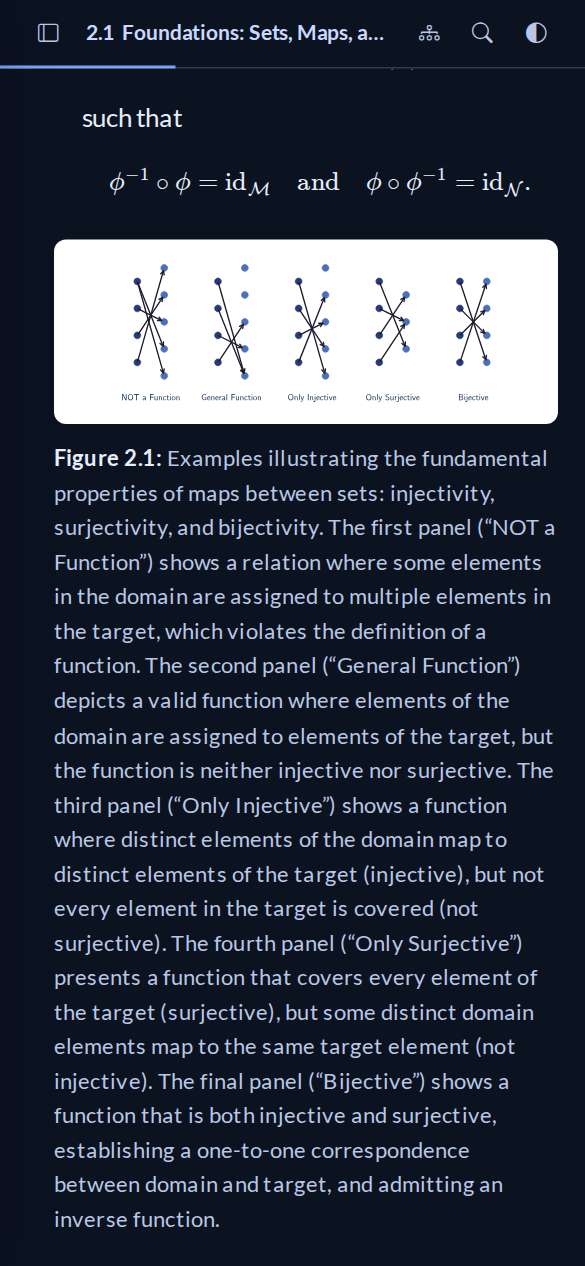 2.1 Foundations: Sets, Maps, a...
such that
ϕ⁻¹ ∘ ϕ = id_ℳ and ϕ ∘ ϕ⁻¹ = id_𝒩.
NOT a Function General Function Only Injective Only Surjective Bijective
Figure 2.1: Examples illustrating the fundamental
properties of maps between sets: injectivity,
surjectivity, and bijectivity. The first panel (“NOT a
Function”) shows a relation where some elements
in the domain are assigned to multiple elements in
the target, which violates the definition of a
function. The second panel (“General Function”)
depicts a valid function where elements of the
domain are assigned to elements of the target, but
the function is neither injective nor surjective. The
third panel (“Only Injective”) shows a function
where distinct elements of the domain map to
distinct elements of the target (injective), but not
every element in the target is covered (not
surjective). The fourth panel (“Only Surjective”)
presents a function that covers every element of
the target (surjective), but some distinct domain
elements map to the same target element (not
injective). The final panel (“Bijective”) shows a
function that is both injective and surjective,
establishing a one-to-one correspondence
between domain and target, and admitting an
inverse function.